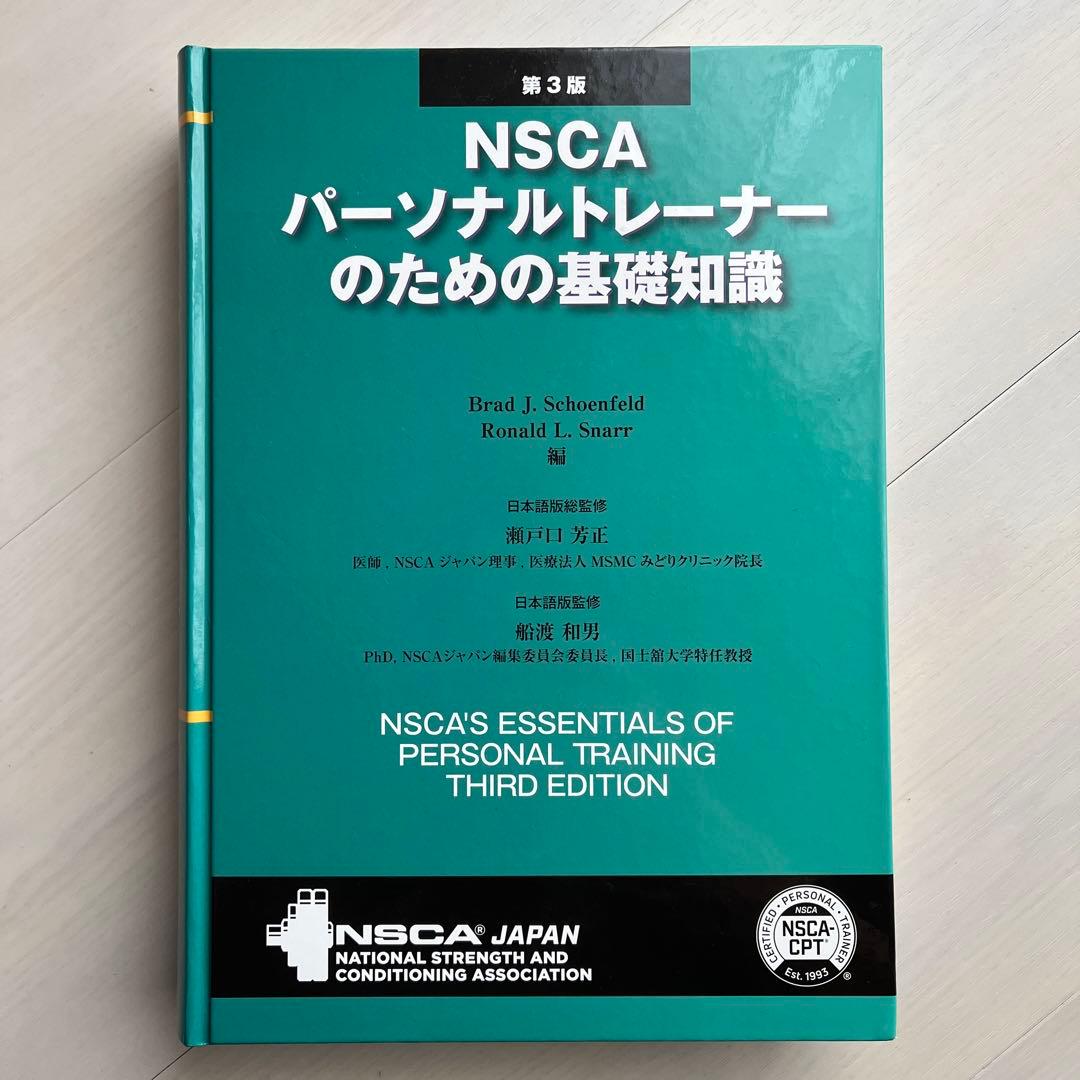 第3版
NSCA
パーソナルトレーナー
のための基礎知識
Brad J. Schoenfeld
Ronald L. Snarr
編
日本語版総監修
瀬戸口 芳正
医師, NSCA ジャパン理事, 医療法人 MSMC みどりクリニック院長
日本語版監修
船渡 和男
PhD, NSCAジャパン編集委員会委員長, 国士舘大学特任教授
NSCA'S ESSENTIALS OF
PERSONAL TRAINING
THIRD EDITION
NSCA® JAPAN
NATIONAL STRENGTH AND
CONDITIONING ASSOCIATION
CERTIFIED • PERSONAL • TRAINER
NSCA
NSCA-
CPT®
Est. 1993
®